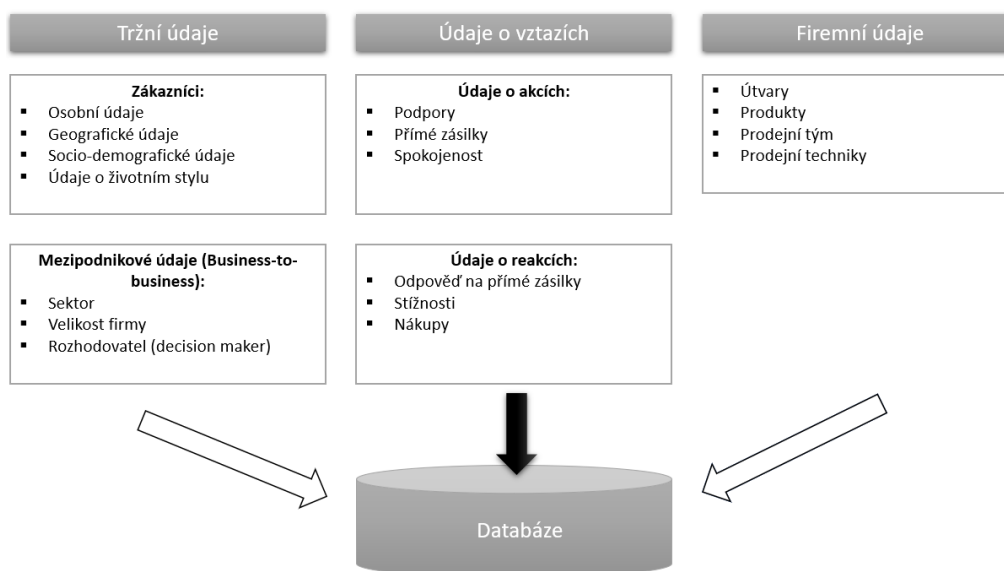 Tržní údaje
Zákazníci:
▪ Osobní údaje
▪ Geografické údaje
▪ Socio-demografické údaje
▪ Údaje o životním stylu
Mezipodnikové údaje (Business-to-
business):
▪ Sektor
▪ Velikost firmy
▪ Rozhodovatel (decision maker)
Údaje o vztazích
Údaje o akcích:
▪ Podpory
▪ Přímé zásilky
▪ Spokojenost
Údaje o reakcích:
▪ Odpověď na přímé zásilky
▪ Stížnosti
▪ Nákupy
Firemní údaje
▪ Útvary
▪ Produkty
▪ Prodejní tým
▪ Prodejní techniky
Databáze